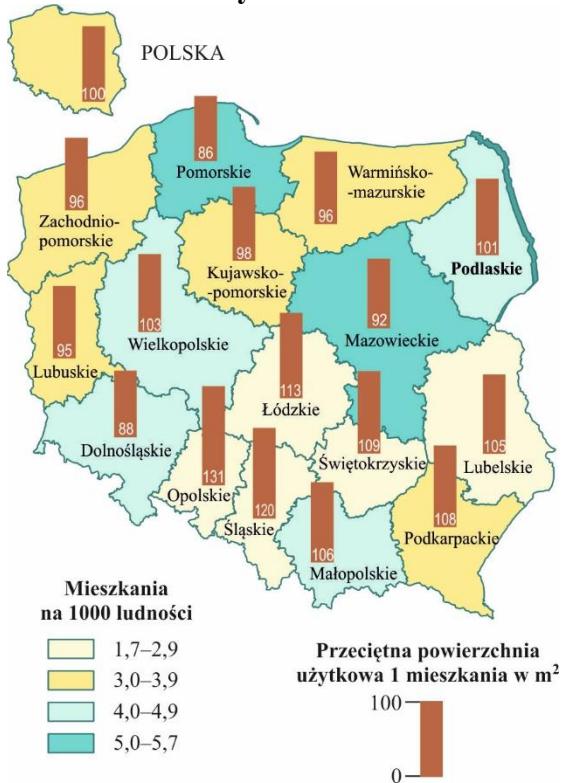 POLSKA
100
86
Pomorskie
96
Zachodnio-
pomorskie
Warmińsko-
-mazurskie
96
98
Kujawsko-
-pomorskie
101
Podlaskie
103
Wielkopolskie
92
Mazowieckie
95
Lubuskie
113
Łódzkie
88
Dolnośląskie
109
Świętokrzyskie
105
Lubelskie
131
Opolskie
120
Śląskie
106
Małopolskie
108
Podkarpackie
Mieszkania
na 1000 ludności
1,7–2,9
3,0–3,9
4,0–4,9
5,0–5,7
Przeciętna powierzchnia
użytkowa 1 mieszkania w m²
100
0